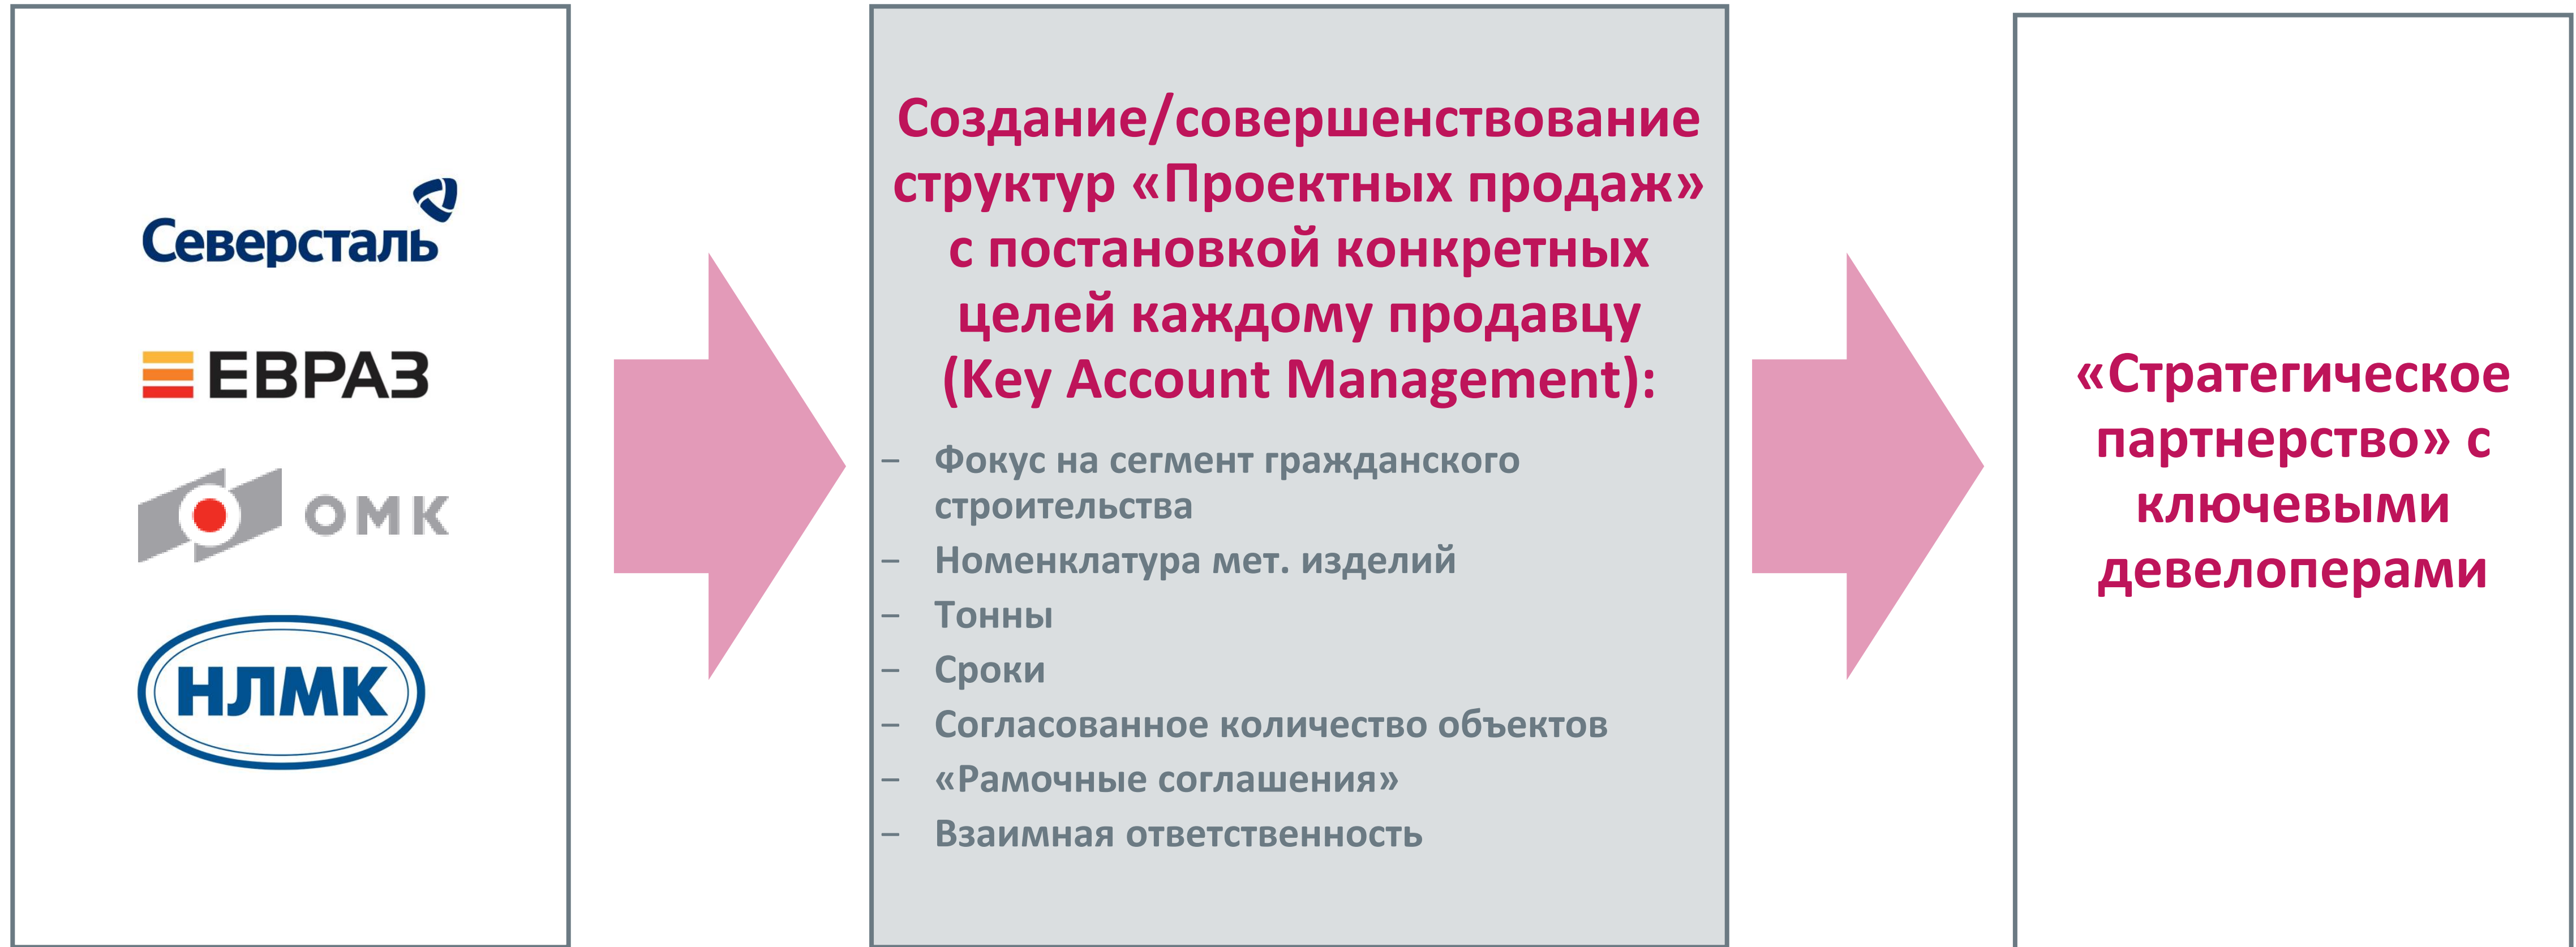 Северсталь
ЕВРАЗ
ОМК
НЛМК
Создание/совершенствование
структур «Проектных продаж»
с постановкой конкретных
целей каждому продавцу
(Key Account Management):
– Фокус на сегмент гражданского
строительства
– Номенклатура мет. изделий
– Тонны
– Сроки
– Согласованное количество объектов
– «Рамочные соглашения»
– Взаимная ответственность
«Стратегическое
партнерство» с
ключевыми
девелоперами